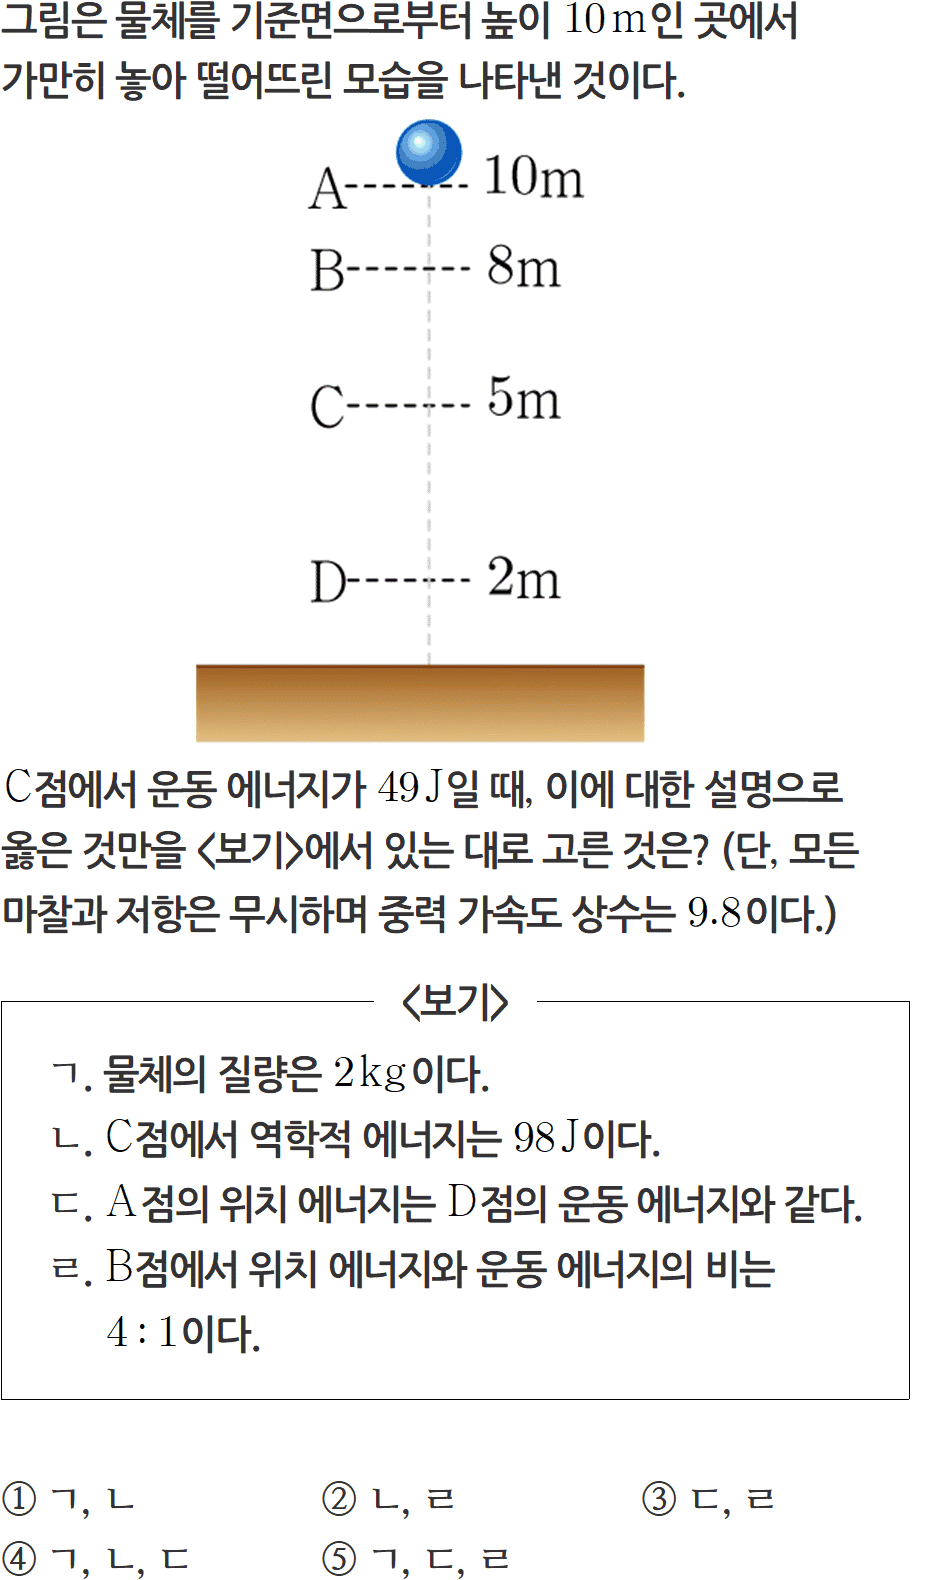 그림은 물체를 기준면으로부터 높이 10 m인 곳에서
가만히 놓아 떨어뜨린 모습을 나타낸 것이다.
A 10m
B 8m
C 5m
D 2m
C점에서 운동 에너지가 49 J일 때, 이에 대한 설명으로
옳은 것만을 <보기>에서 있는 대로 고른 것은? (단, 모든
마찰과 저항은 무시하며 중력 가속도 상수는 9.8이다.)
<보기>
ㄱ. 물체의 질량은 2 kg이다.
ㄴ. C점에서 역학적 에너지는 98 J이다.
ㄷ. A점의 위치 에너지는 D점의 운동 에너지와 같다.
ㄹ. B점에서 위치 에너지와 운동 에너지의 비는
4 : 1이다.
① ㄱ, ㄴ ② ㄴ, ㄹ ③ ㄷ, ㄹ
④ ㄱ, ㄴ, ㄷ ⑤ ㄱ, ㄷ, ㄹ